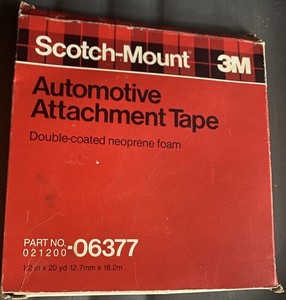 Scotch-Mount 3M
Automotive
Attachment Tape
Double-coated neoprene foam
PART NO.
021200-06377
1/2 in x 20 yd 12.7mm x 18.2m